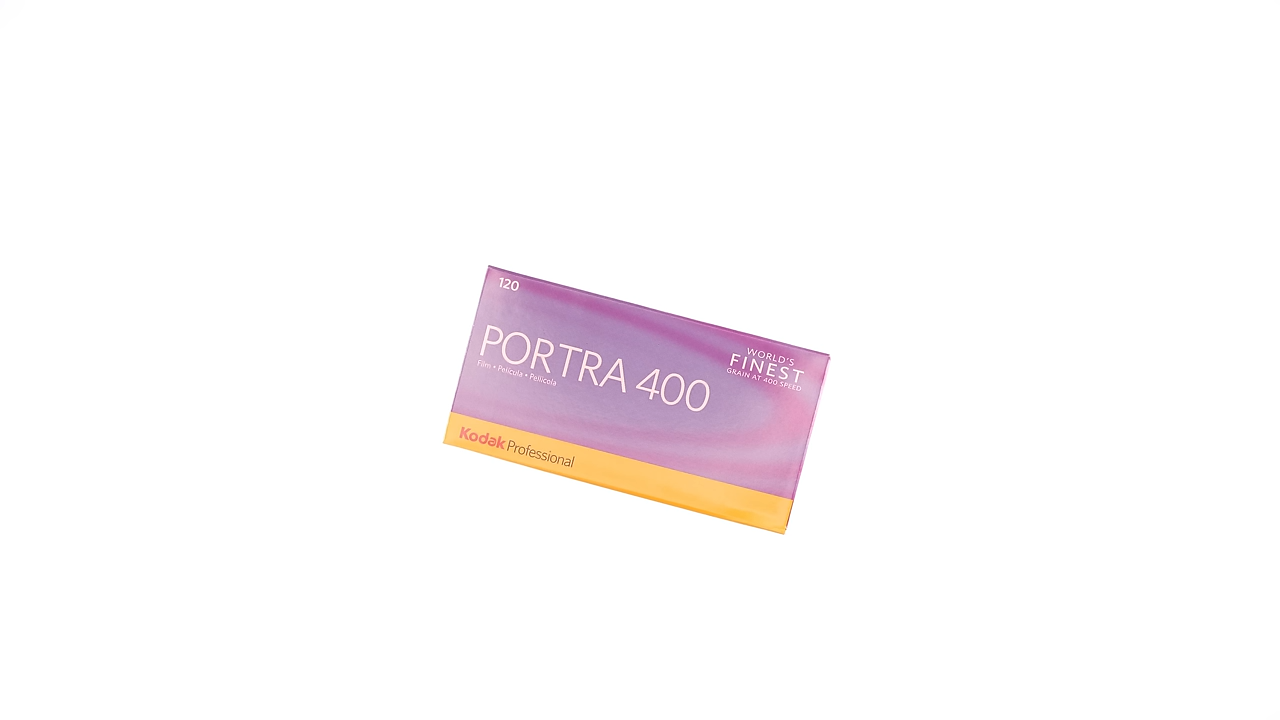 120
PORTRA 400
Film • Película • Pellicola
WORLD'S
FINEST
GRAIN AT 400 SPEED
Kodak Professional